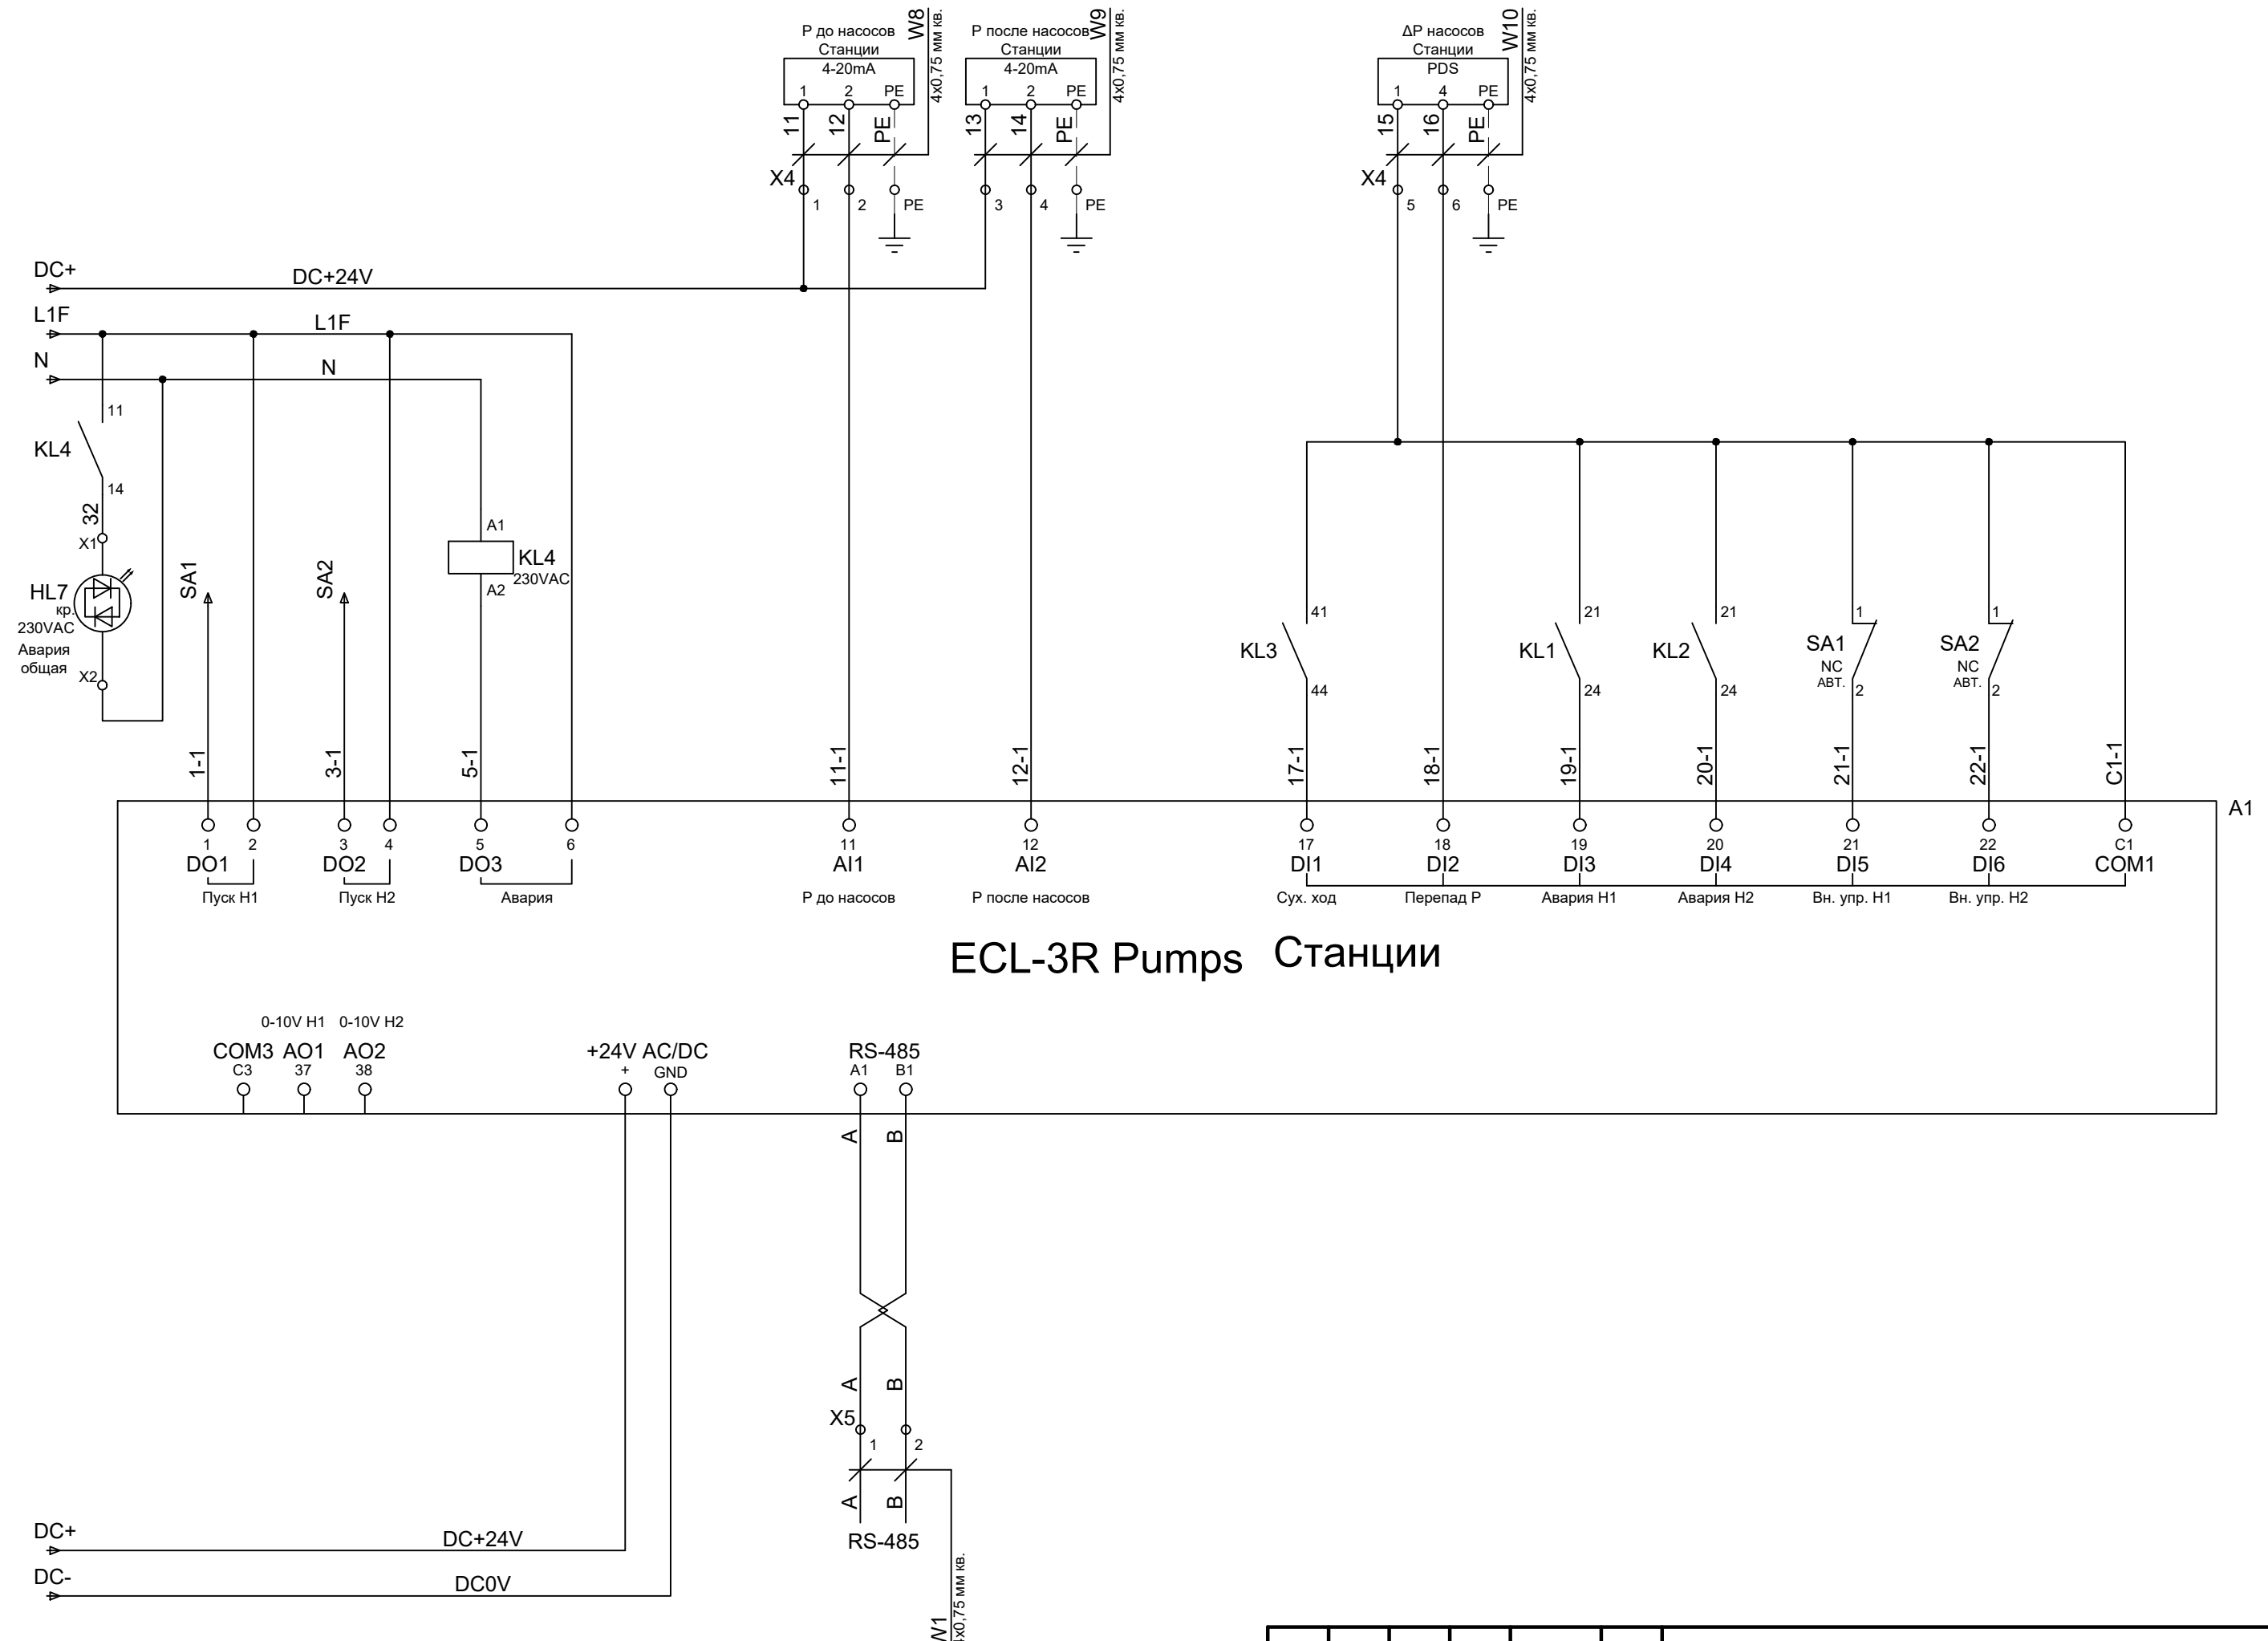 P до насосов
Станции
4-20mA
1 2 PE
11 12 PE
W8
4x0,75 мм кв.
X4
1 2 PE
P после насосов
Станции
4-20mA
1 2 PE
13 14 PE
W9
4x0,75 мм кв.
3 4 PE
ΔP насосов
Станции
PDS
1 4 PE
15 16 PE
W10
4x0,75 мм кв.
X4
5 6 PE
DC+
DC+24V
L1F
L1F
N
N
11
KL4
14
32
X1
HL7
кр.
230VAC
Авария
общая
X2
SA1
SA2
A1
KL4
230VAC
A2
41
KL3
44
21
KL1
24
21
KL2
24
1
SA1
NC
АВТ.
2
1
SA2
NC
АВТ.
2
1-1 3-1 5-1 11-1 12-1 17-1 18-1 19-1 20-1 21-1 22-1 C1-1
A1
1 2 3 4 5 6 11 12 17 18 19 20 21 22 C1
DO1 DO2 DO3 AI1 AI2 DI1 DI2 DI3 DI4 DI5 DI6 COM1
Пуск Н1 Пуск Н2 Авария P до насосов P после насосов Сух. ход Перепад P Авария Н1 Авария Н2 Вн. упр. Н1 Вн. упр. Н2
ECL-3R Pumps Станции
0-10V Н1 0-10V Н2
COM3 AO1 AO2 +24V AC/DC RS-485
C3 37 38 + GND A1 B1
A B
A B
X5
1 2
A B
RS-485
W1
4x0,75 мм кв.
DC+
DC+24V
DC-
DC0V